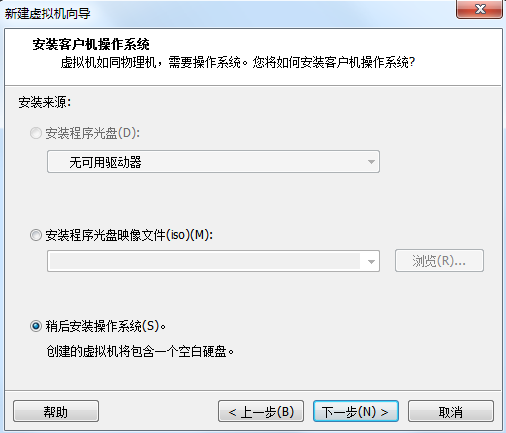 新建虚拟机向导
安装客户机操作系统
虚拟机如同物理机，需要操作系统。您将如何安装客户机操作系统?
安装来源:
安装程序光盘(D):
无可用驱动器
安装程序光盘映像文件(iso)(M):
浏览(R)...
稍后安装操作系统(S)。
创建的虚拟机将包含一个空白硬盘。
帮助
< 上一步(B)
下一步(N) >
取消